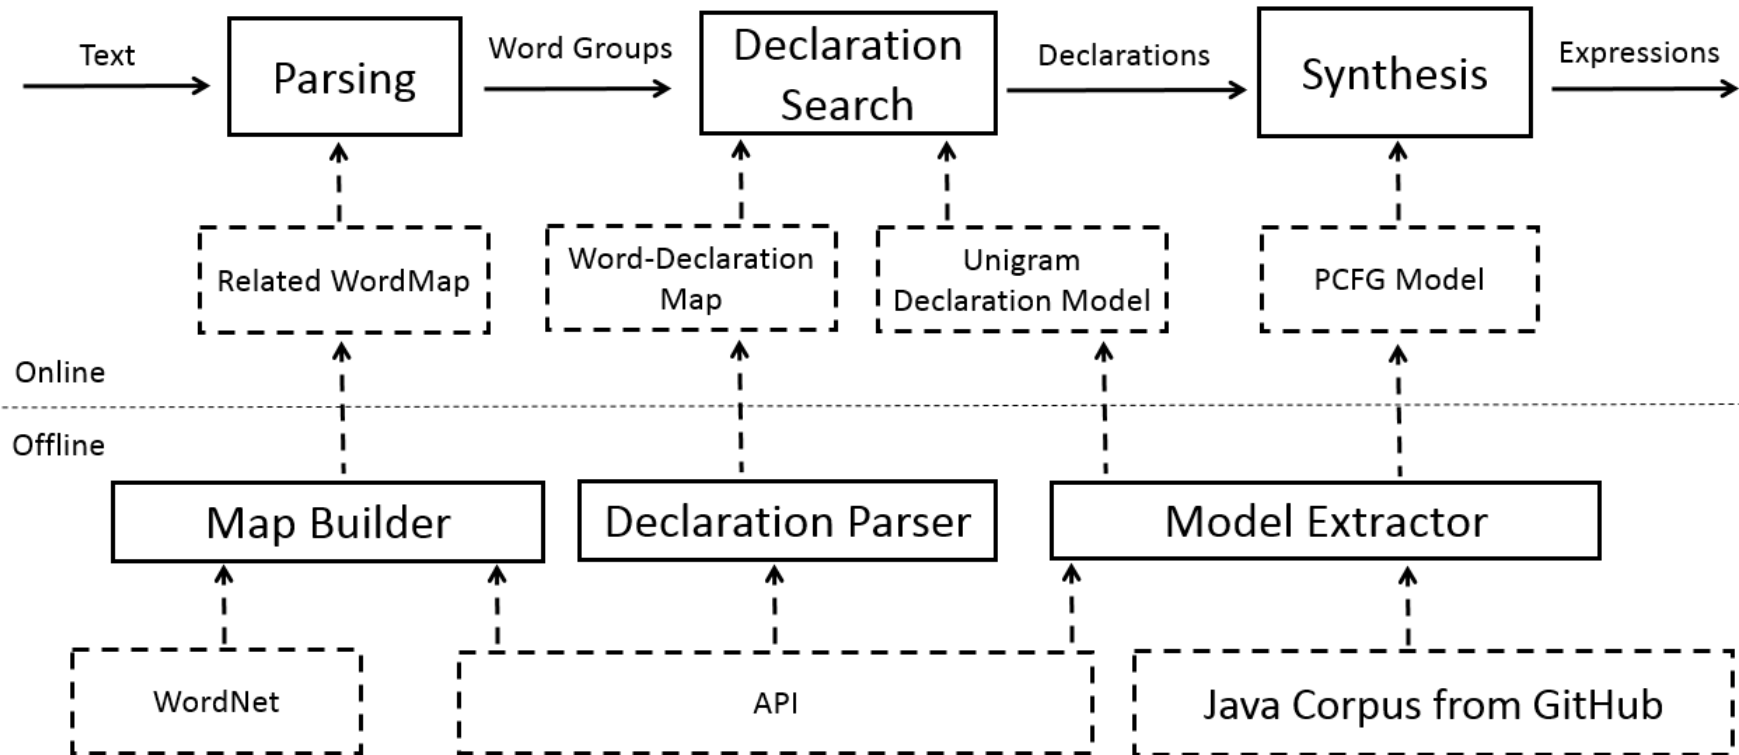 Text
Parsing
Word Groups
Declaration
Search
Declarations
Synthesis
Expressions
Related WordMap
Word-Declaration
Map
Unigram
Declaration Model
PCFG Model
Online
Offline
Map Builder
Declaration Parser
Model Extractor
WordNet
API
Java Corpus from GitHub